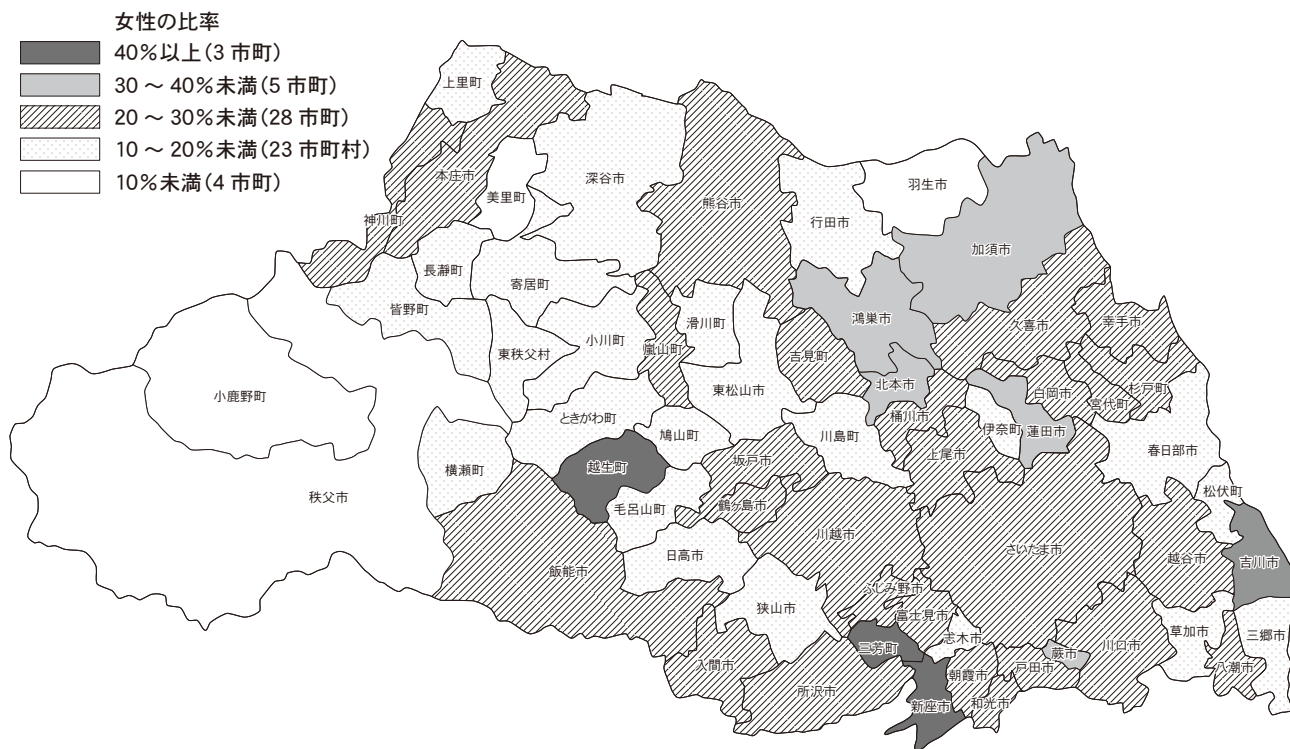 女性の比率
40%以上(3 市町)
30 ～ 40%未満(5 市町)
20 ～ 30%未満(28 市町)
10 ～ 20%未満(23 市町村)
10%未満(4 市町)
上里町
本庄市
美里町
深谷市
神川町
熊谷市
行田市
羽生市
加須市
長瀞町
寄居町
皆野町
鴻巣市
久喜市
幸手市
滑川町
小川町
嵐山町
吉見町
東秩父村
北本市
白岡市
杉戸町
宮代町
小鹿野町
東松山市
ときがわ町
桶川市
伊奈町
蓮田市
鳩山町
川島町
春日部市
上尾市
坂戸市
横瀬町
越生町
秩父市
松伏町
毛呂山町
鶴ヶ島市
川越市
さいたま市
越谷市
吉川市
日高市
飯能市
ふじみ野市
狭山市
富士見市
草加市
三郷市
志木市
三芳町
川口市
蕨市
入間市
朝霞市
戸田市
八潮市
所沢市
新座市
和光市